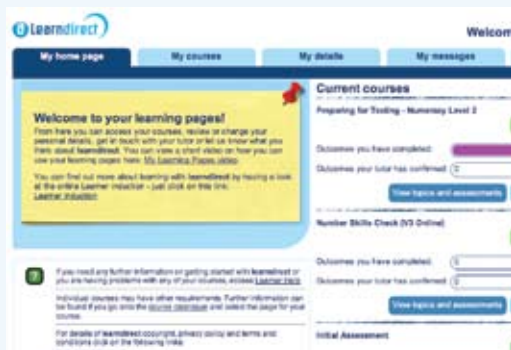 Learndirect
Welcom
My home page
My courses
My details
My messages
Welcome to your learning pages!
From here you can access your courses, review or change your
personal details, get in touch with your tutor or let us know what you
think about learndirect. You can view a short video on how you can
use your learning pages here: My Learning Pages video.
You can find out more about learning with learndirect by having a look
at the online Learner Induction - just click on this link:
Learner Induction
If you need any further information on getting started with learndirect or
you are having problems with any of your courses, access Learner Help
Individual courses may have other requirements. Further information can
be found if you go onto the course catalogue and select the page for your
course.
For details of learndirect copyright, privacy policy and terms and
conditions click on the following links:
Current courses
Preparing for Testing - Numeracy Level 2
Outcomes you have completed:
Outcomes your tutor has confirmed: 0
View topics and assessments
Number Skills Check (V3 Online)
Outcomes you have completed: 0
Outcomes your tutor has confirmed: 0
View topics and assessments
Initial Assessment